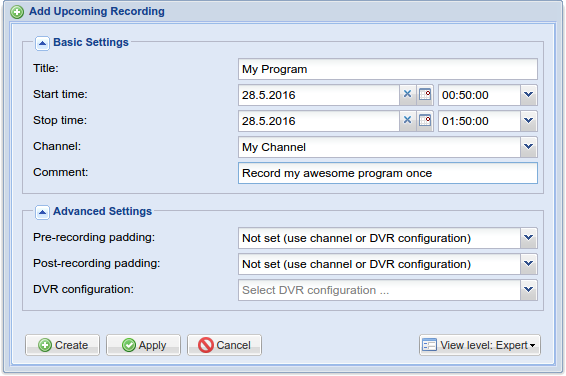 Add Upcoming Recording
Basic Settings
Title: My Program
Start time: 28.5.2016 00:50:00
Stop time: 28.5.2016 01:50:00
Channel: My Channel
Comment: Record my awesome program once
Advanced Settings
Pre-recording padding: Not set (use channel or DVR configuration)
Post-recording padding: Not set (use channel or DVR configuration)
DVR configuration: Select DVR configuration ...
Create Apply Cancel View level: Expert